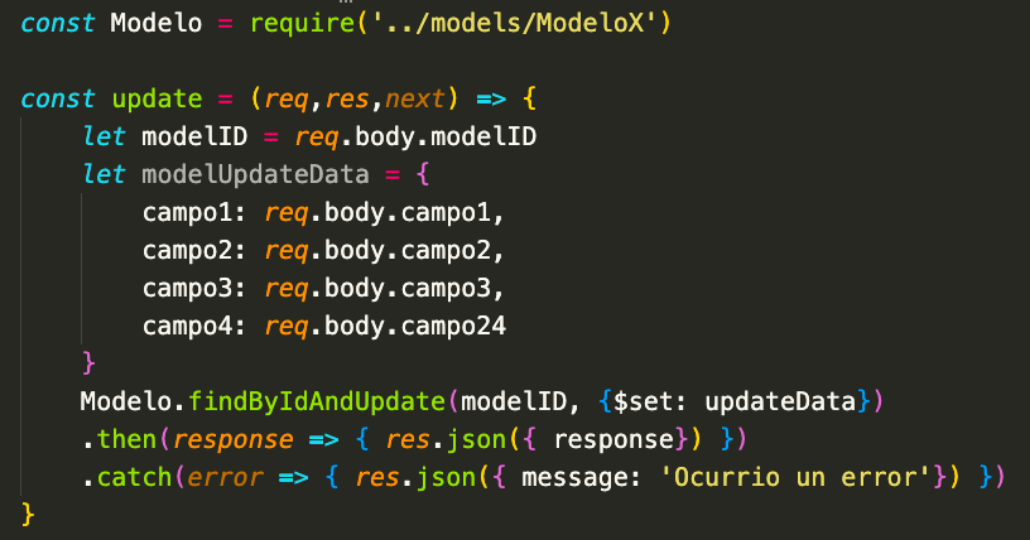 const Modelo = require('../models/ModeloX')
const update = (req,res,next) => {
let modelID = req.body.modelID
let modelUpdateData = {
campo1: req.body.campo1,
campo2: req.body.campo2,
campo3: req.body.campo3,
campo4: req.body.campo24
}
Modelo.findByIdAndUpdate(modelID, {$set: updateData})
.then(response => { res.json({ response}) })
.catch(error => { res.json({ message: 'Ocurrio un error'}) })
}